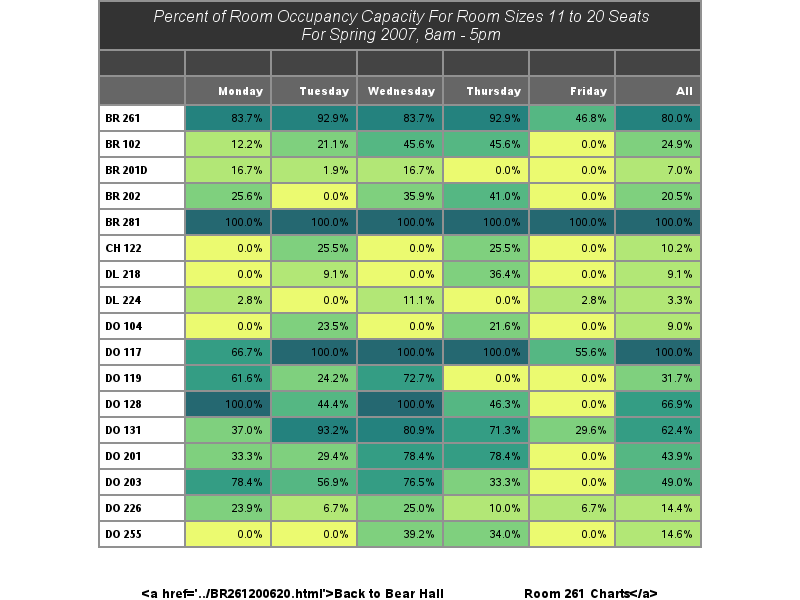 Percent of Room Occupancy Capacity For Room Sizes 11 to 20 Seats
For Spring 2007, 8am - 5pm
Monday Tuesday Wednesday Thursday Friday All
BR 261 83.7% 92.9% 83.7% 92.9% 46.8% 80.0%
BR 102 12.2% 21.1% 45.6% 45.6% 0.0% 24.9%
BR 201D 16.7% 1.9% 16.7% 0.0% 0.0% 7.0%
BR 202 25.6% 0.0% 35.9% 41.0% 0.0% 20.5%
BR 281 100.0% 100.0% 100.0% 100.0% 100.0% 100.0%
CH 122 0.0% 25.5% 0.0% 25.5% 0.0% 10.2%
DL 218 0.0% 9.1% 0.0% 36.4% 0.0% 9.1%
DL 224 2.8% 0.0% 11.1% 0.0% 2.8% 3.3%
DO 104 0.0% 23.5% 0.0% 21.6% 0.0% 9.0%
DO 117 66.7% 100.0% 100.0% 100.0% 55.6% 100.0%
DO 119 61.6% 24.2% 72.7% 0.0% 0.0% 31.7%
DO 128 100.0% 44.4% 100.0% 46.3% 0.0% 66.9%
DO 131 37.0% 93.2% 80.9% 71.3% 29.6% 62.4%
DO 201 33.3% 29.4% 78.4% 78.4% 0.0% 43.9%
DO 203 78.4% 56.9% 76.5% 33.3% 0.0% 49.0%
DO 226 23.9% 6.7% 25.0% 10.0% 6.7% 14.4%
DO 255 0.0% 0.0% 39.2% 34.0% 0.0% 14.6%
<a href='../BR261200620.html'>Back to Bear Hall Room 261 Charts</a>